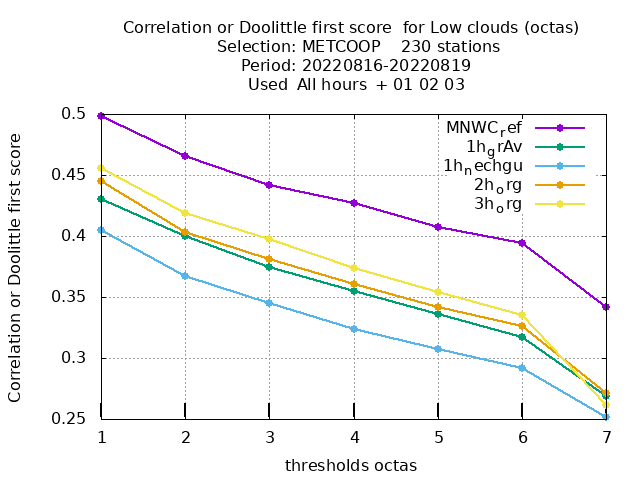 Correlation or Doolittle first score  for Low clouds (octas)
Selection: METCOOP    230 stations
Period: 20220816-20220819
Used  All hours  + 01 02 03
Correlation or Doolittle first score
0.5
0.45
0.4
0.35
0.3
0.25
MNWC_ref
1h_grAv
1h_nechgu
2h_org
3h_org
1 2 3 4 5 6 7
thresholds octas